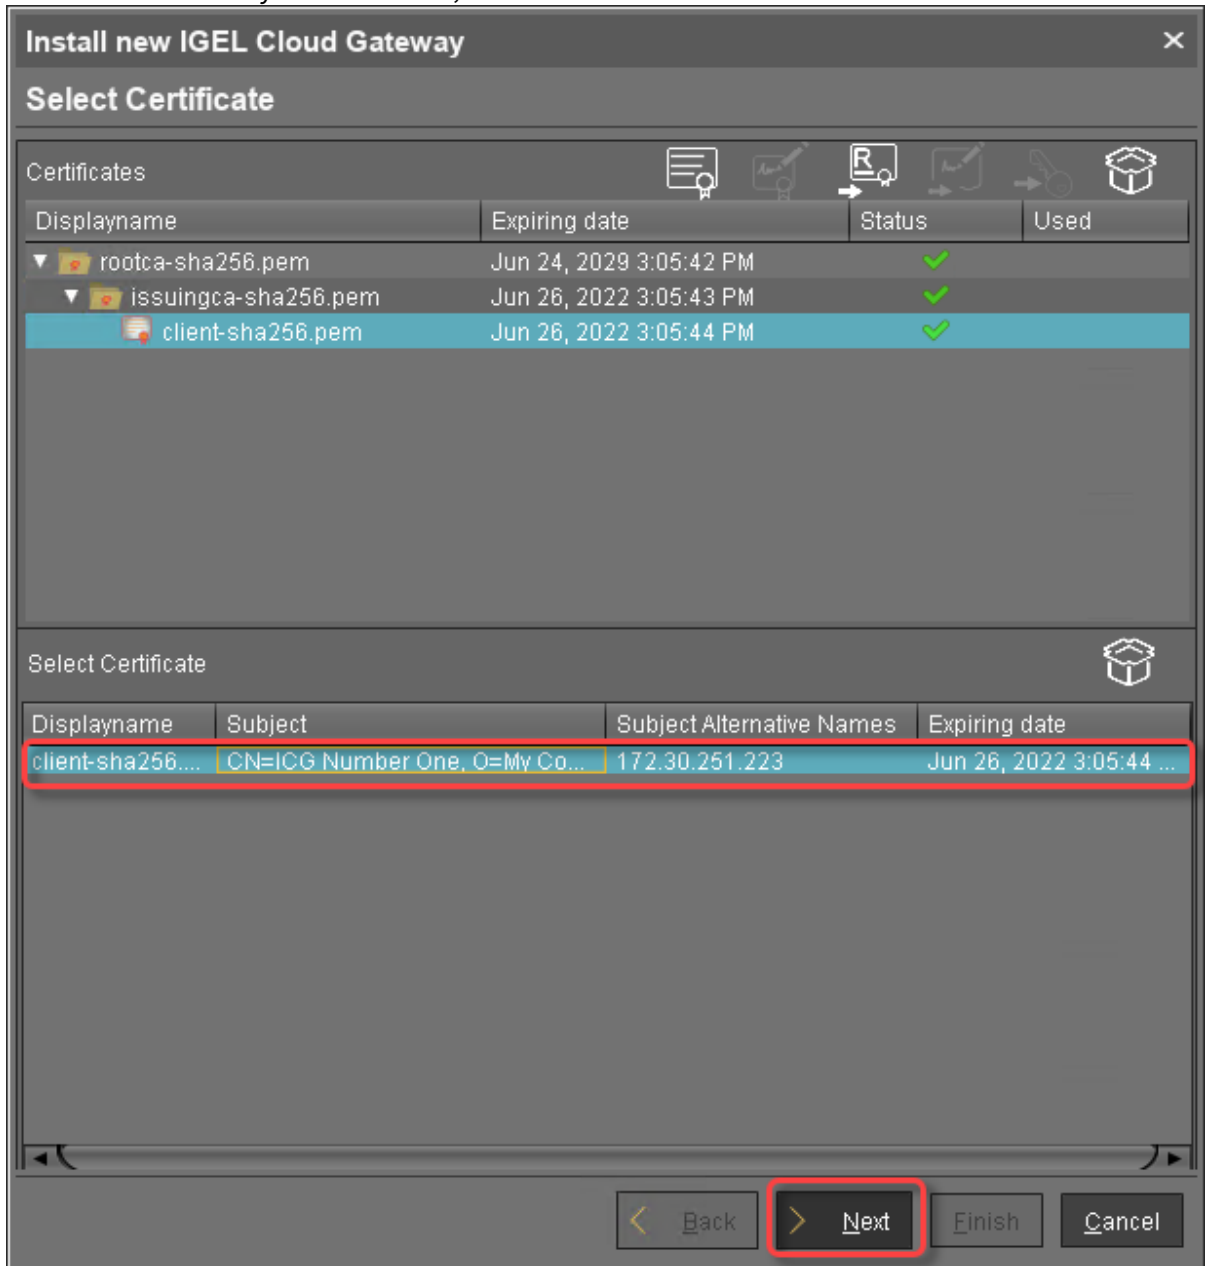 Install new IGEL Cloud Gateway
Select Certificate
Certificates
Displayname Expiring date Status Used
rootca-sha256.pem Jun 24, 2029 3:05:42 PM
issuingca-sha256.pem Jun 26, 2022 3:05:43 PM
client-sha256.pem Jun 26, 2022 3:05:44 PM
Select Certificate
Displayname Subject Subject Alternative Names Expiring date
client-sha256.... CN=ICG Number One, O=My Co... 172.30.251.223 Jun 26, 2022 3:05:44 ...
Back Next Finish Cancel